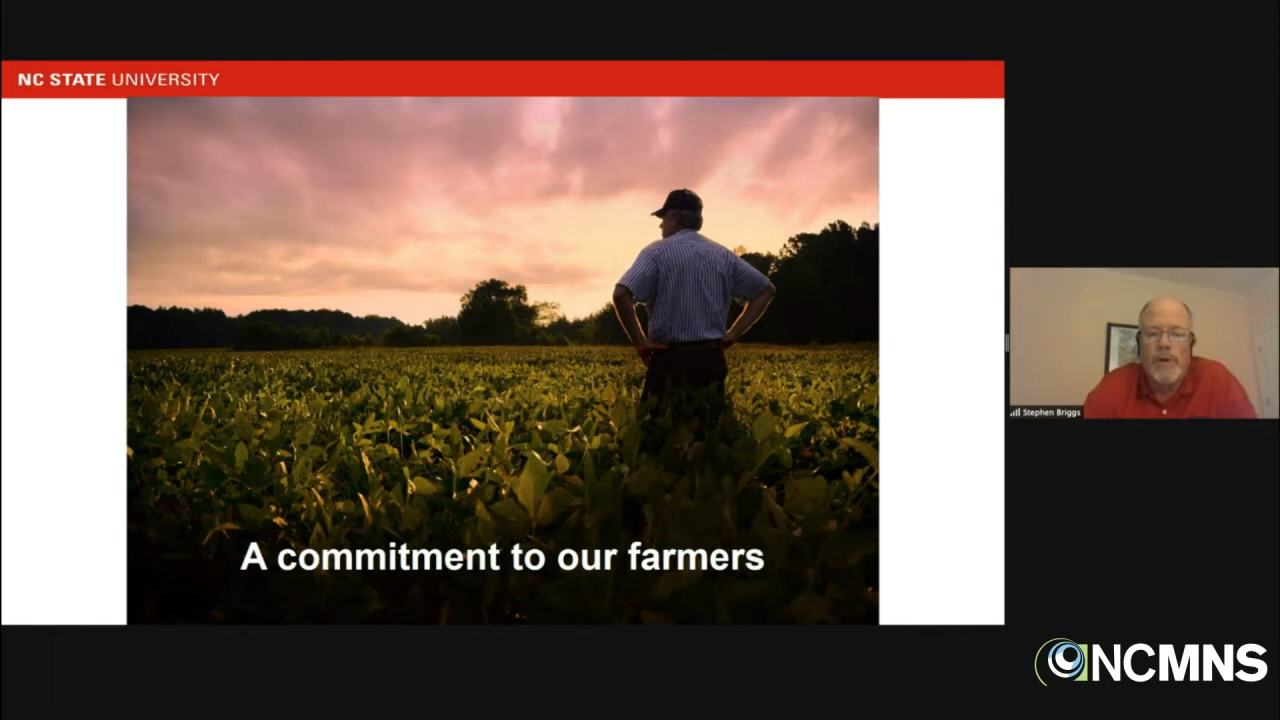 NC STATE UNIVERSITY
A commitment to our farmers
Stephen Briggs
NCMNS